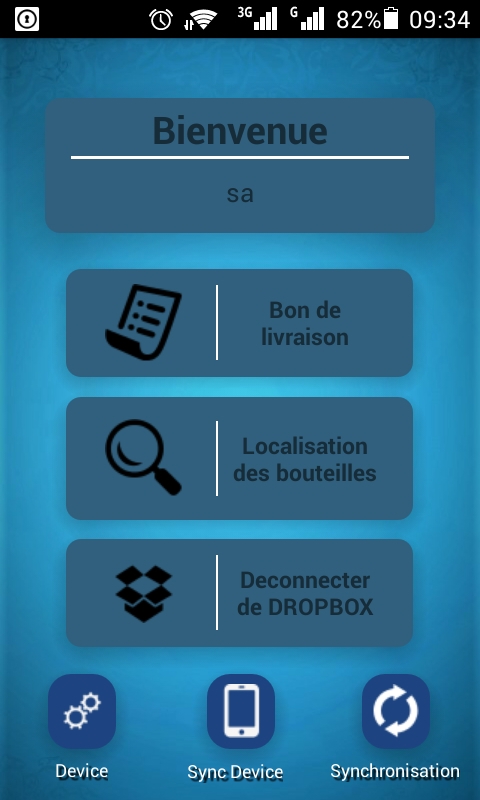 3G G 82% 09:34
Bienvenue
sa
Bon de
livraison
Localisation
des bouteilles
Deconnecter
de DROPBOX
Device Sync Device Synchronisation